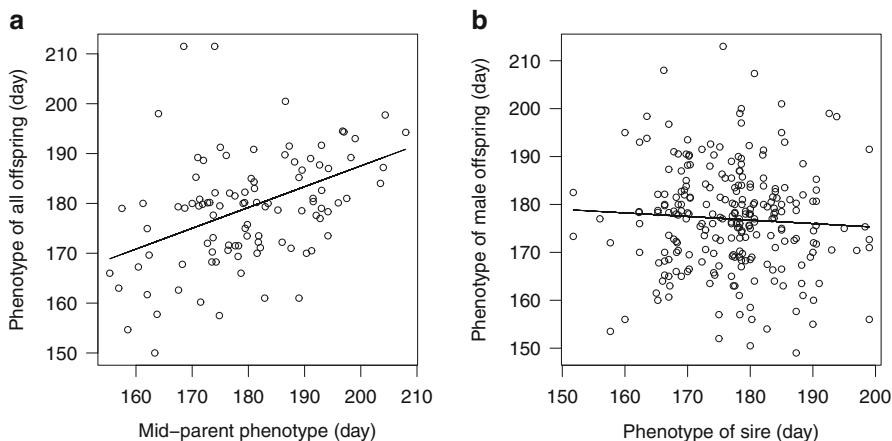 a
Phenotype of all offspring (day)
210
200
190
180
170
160
150
160 170 180 190 200 210
Mid–parent phenotype (day)
b
Phenotype of male offspring (day)
210
200
190
180
170
160
150
150 160 170 180 190 200
Phenotype of sire (day)